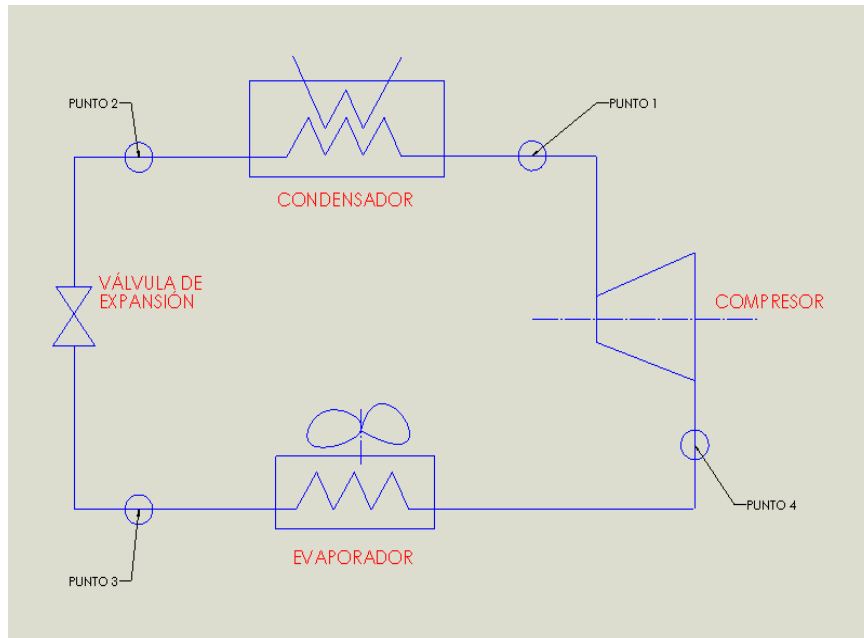 PUNTO 2
PUNTO 1
CONDENSADOR
VÁLVULA DE
EXPANSIÓN
COMPRESOR
PUNTO 4
EVAPORADOR
PUNTO 3